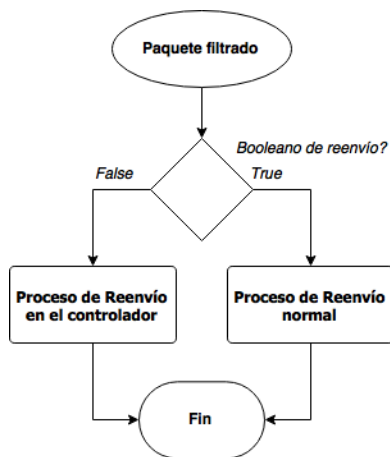 Paquete filtrado
Booleano de reenvío?
False
True
Proceso de Reenvío
en el controlador
Proceso de Reenvío
normal
Fin